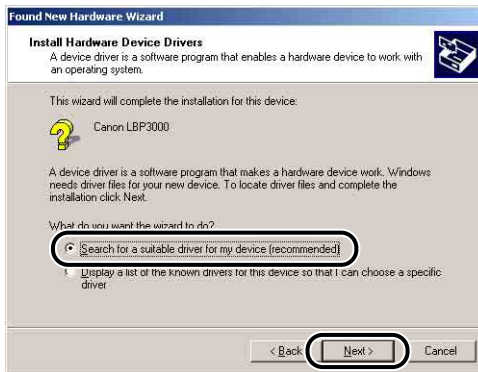 Found New Hardware Wizard
Install Hardware Device Drivers
A device driver is a software program that enables a hardware device to work with
an operating system.
This wizard will complete the installation for this device:
Canon LBP3000
A device driver is a software program that makes a hardware device work. Windows
needs driver files for your new device. To locate driver files and complete the
installation click Next.
What do you want the wizard to do?
Search for a suitable driver for my device (recommended)
Display a list of the known drivers for this device so that I can choose a specific
driver
< Back
Next >
Cancel